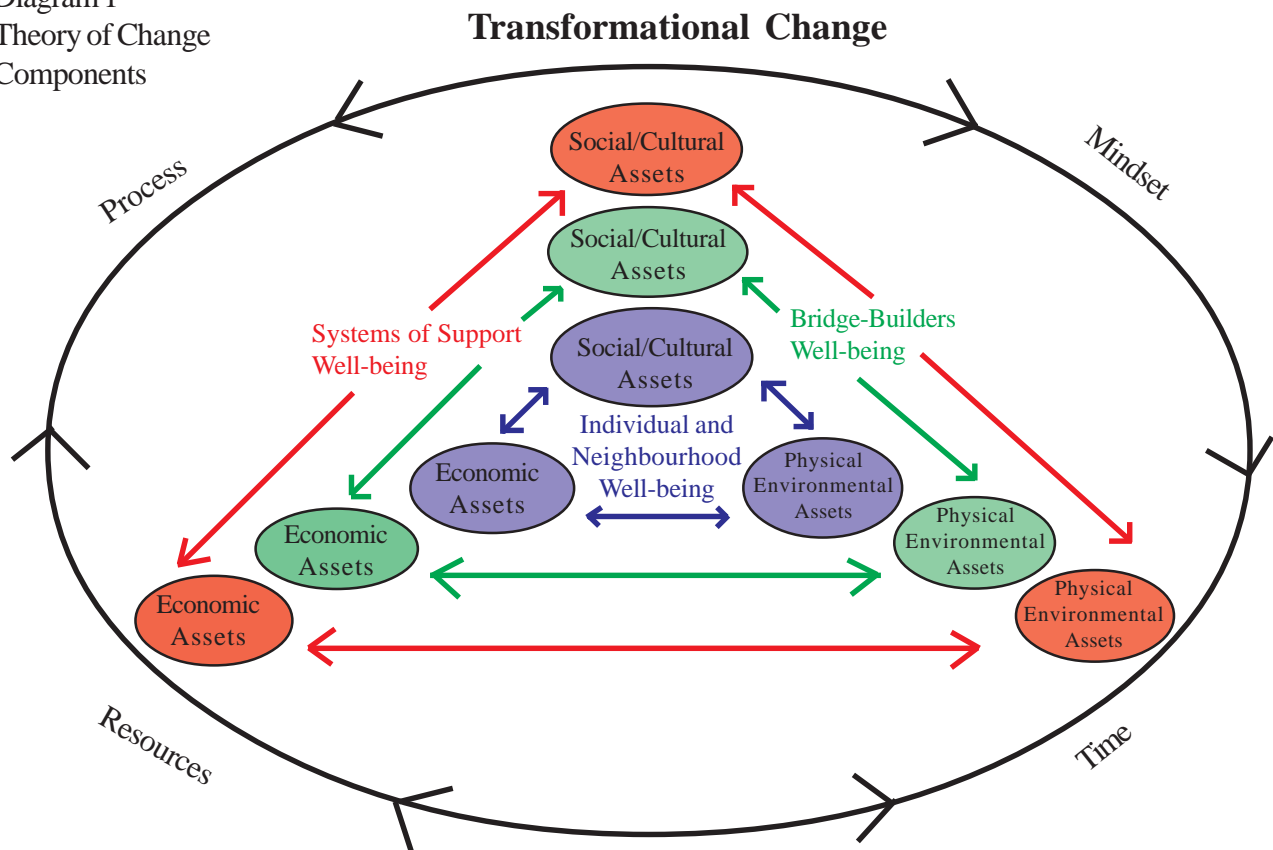 Theory of Change
Components
Transformational Change
Process
Mindset
Social/Cultural
Assets
Social/Cultural
Assets
Systems of Support
Well-being
Bridge-Builders
Well-being
Social/Cultural
Assets
Individual and
Neighbourhood
Well-being
Economic
Assets
Physical
Environmental
Assets
Economic
Assets
Physical
Environmental
Assets
Economic
Assets
Physical
Environmental
Assets
Resources
Time